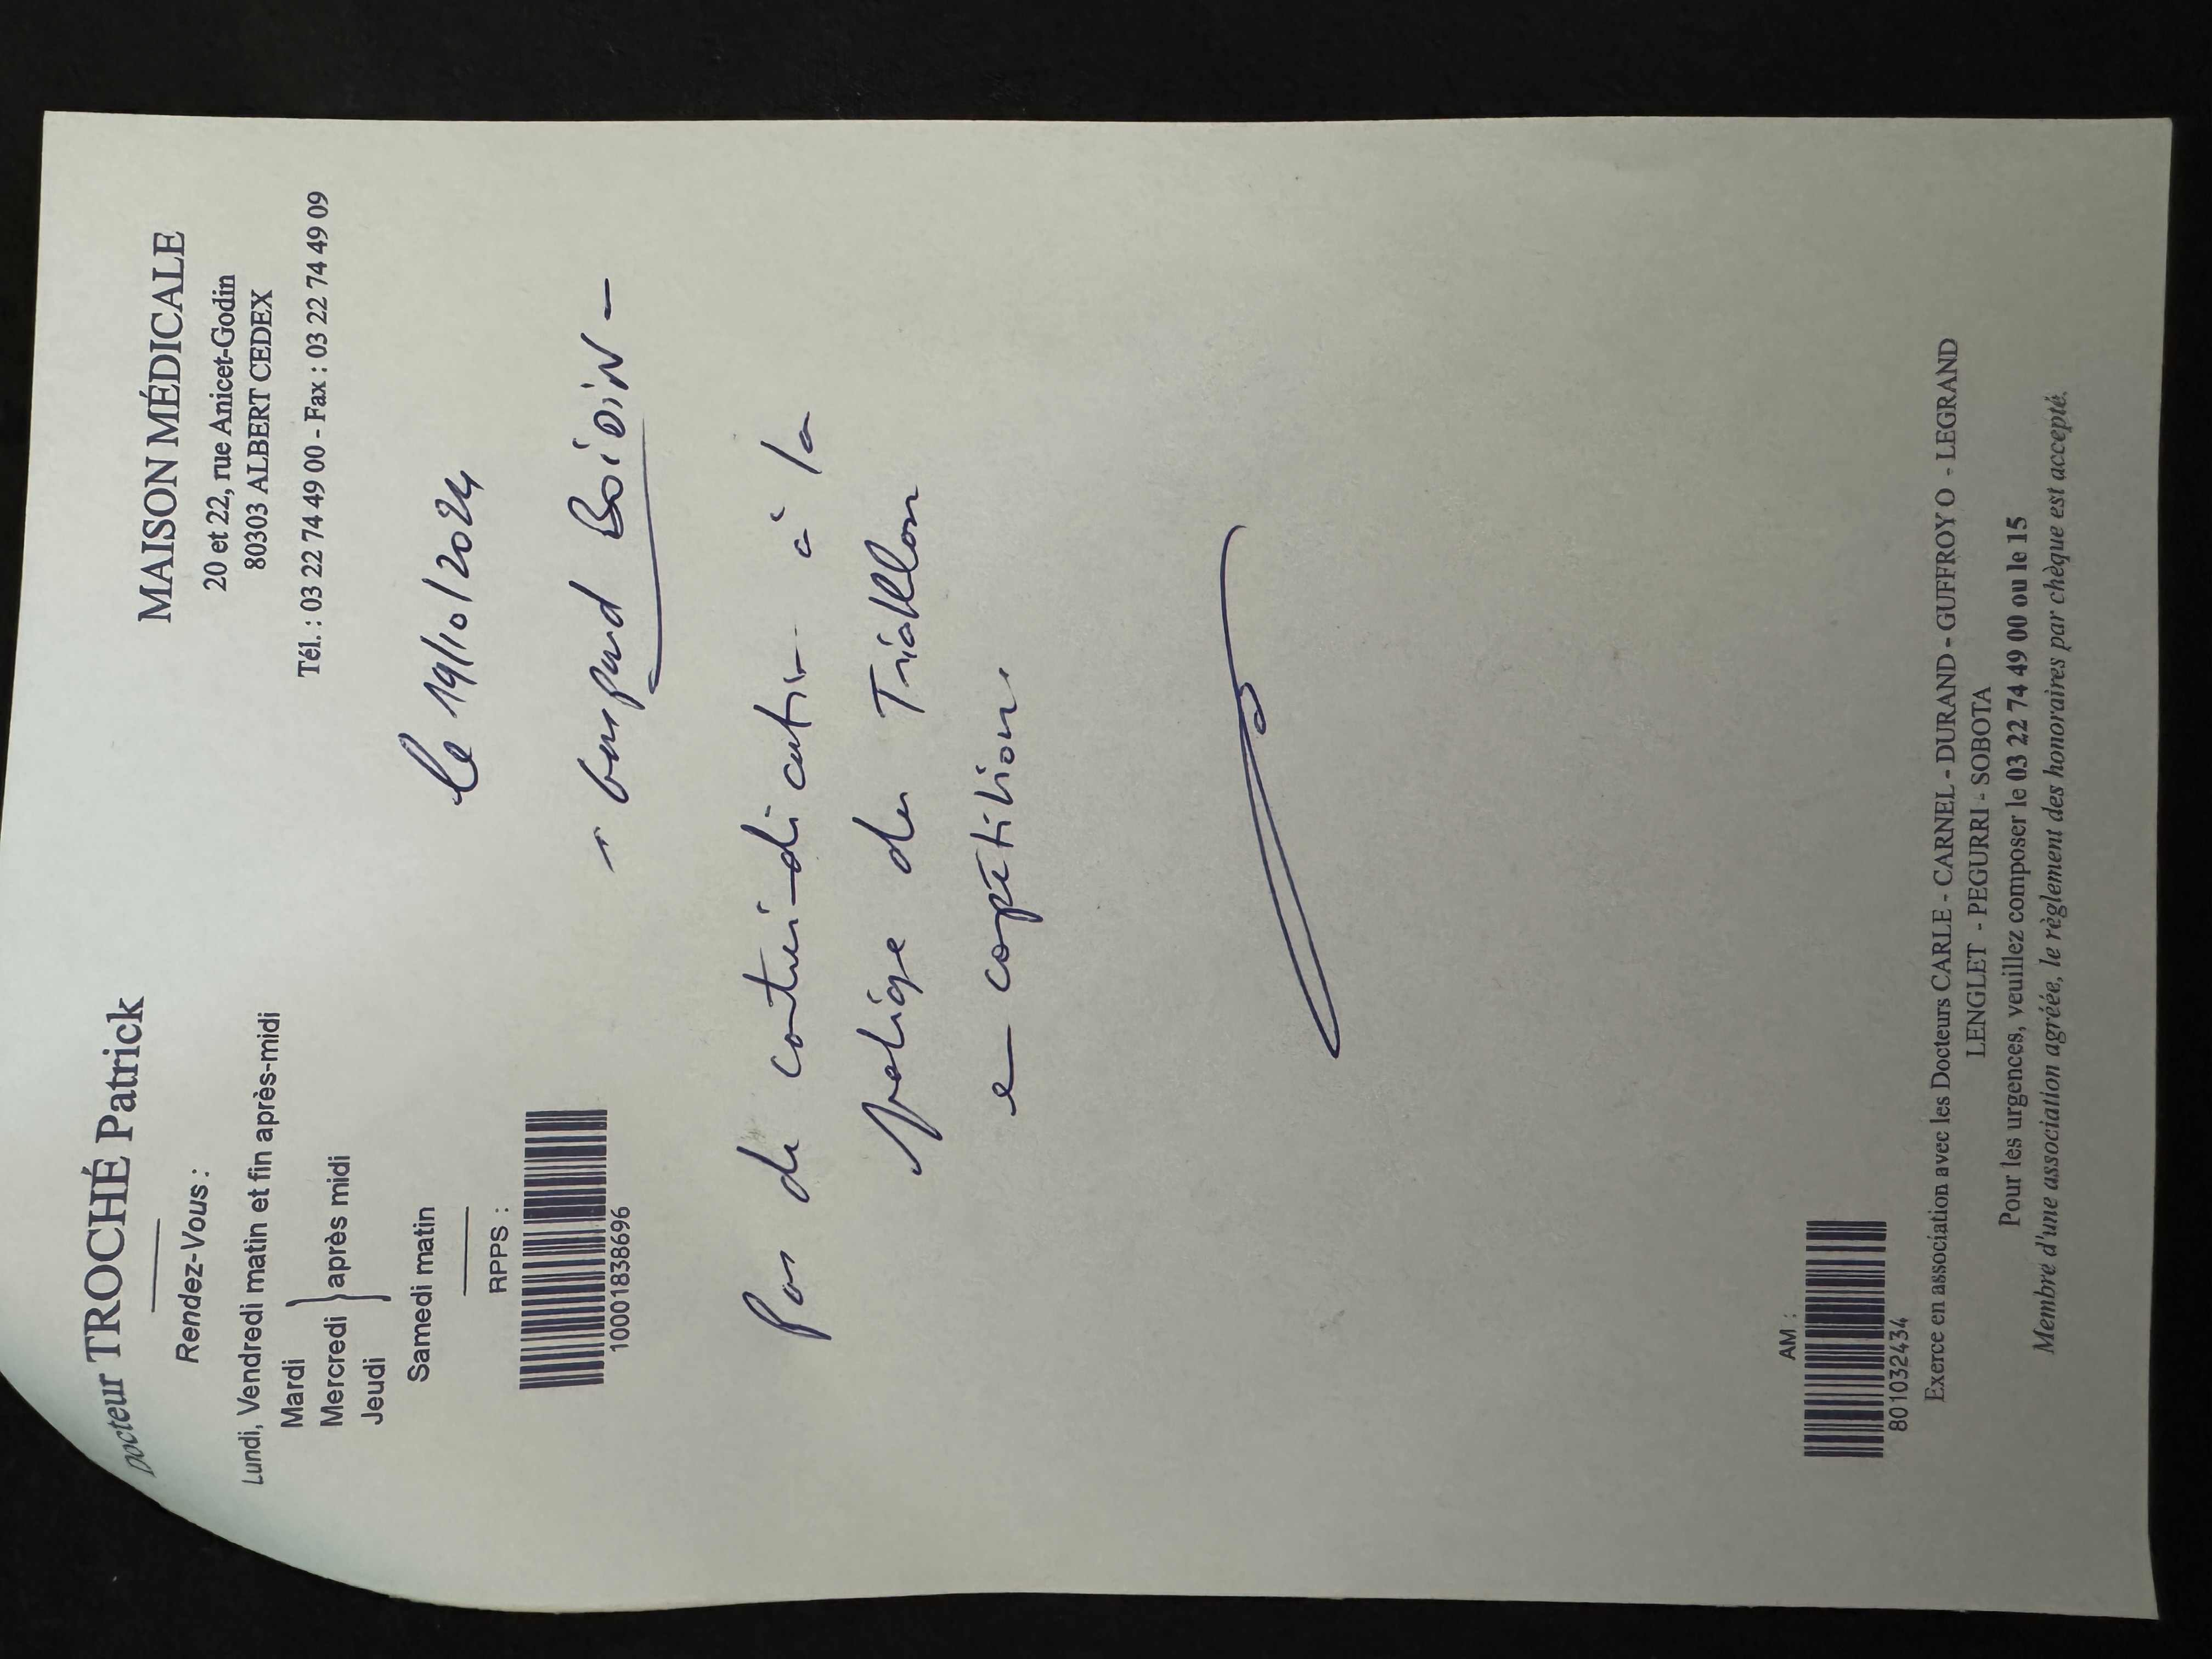 Docteur TROCHÉ Patrick
Rendez-Vous :
Lundi, Vendredi matin et fin après-midi
Mardi
Mercredi } après midi
Jeudi
Samedi matin
RPPS :
10001838696
MAISON MÉDICALE
20 et 22, rue Anicet-Godin
80303 ALBERT CEDEX
Tél. : 03 22 74 49 00 - Fax : 03 22 74 49 09
le 19/10/2024
Boidin -
Pas de contre-indication à la
pratique du Triathlon
en compétition.
AM :
801032434
Exerce en association avec les Docteurs CARLE - CARNEL - DURAND - GUFFROY O - LEGRAND
LENGLET - PEGURRI - SOBOTA
Pour les urgences, veuillez composer le 03 22 74 49 00 ou le 15
Membre d'une association agréée, le règlement des honoraires par chèque est accepté.